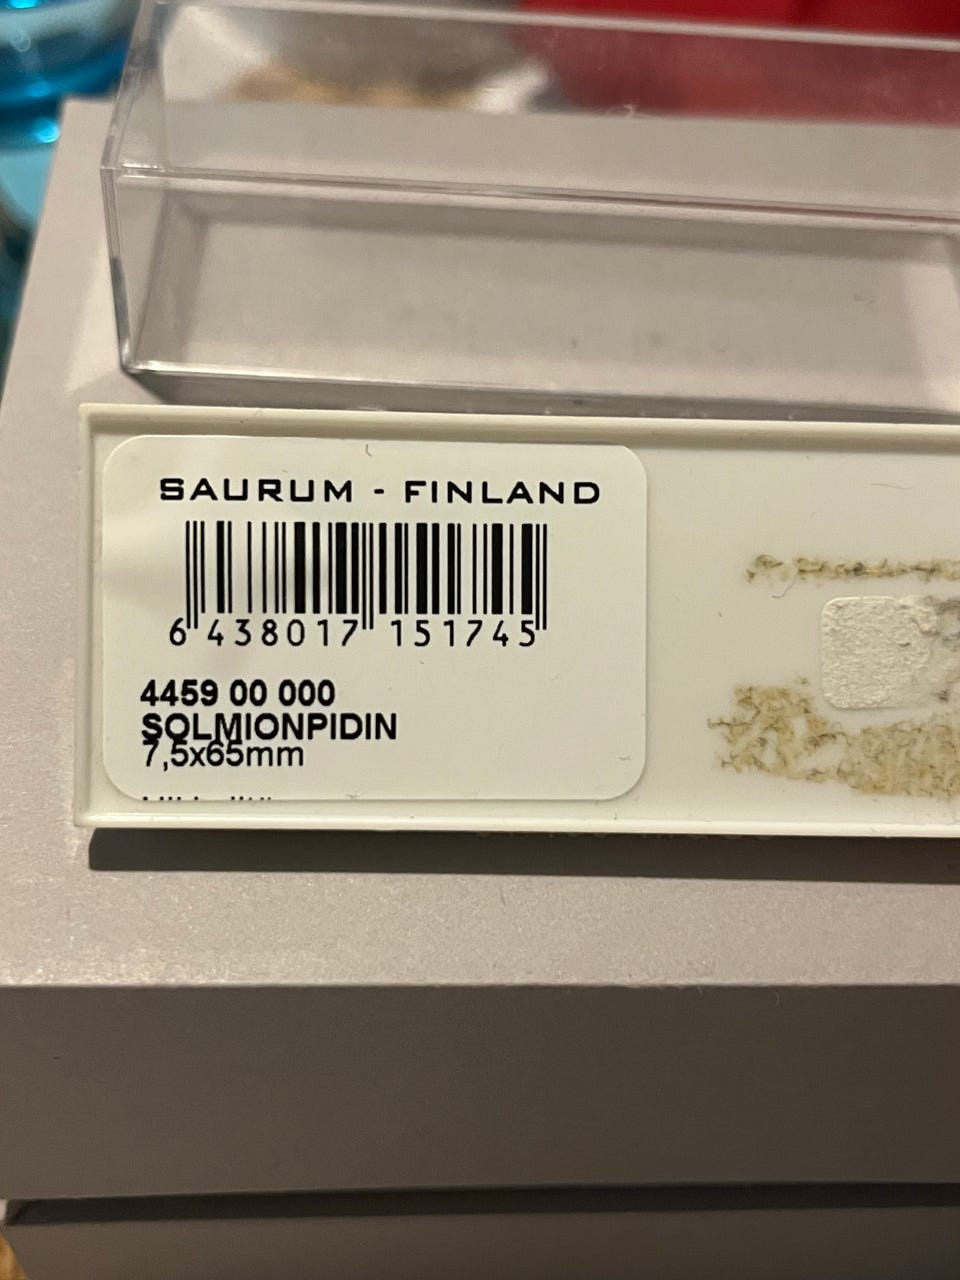 SAURUM - FINLAND
6 438017 151745
4459 00 000
SOLMIONPIDIN
7,5x65mm